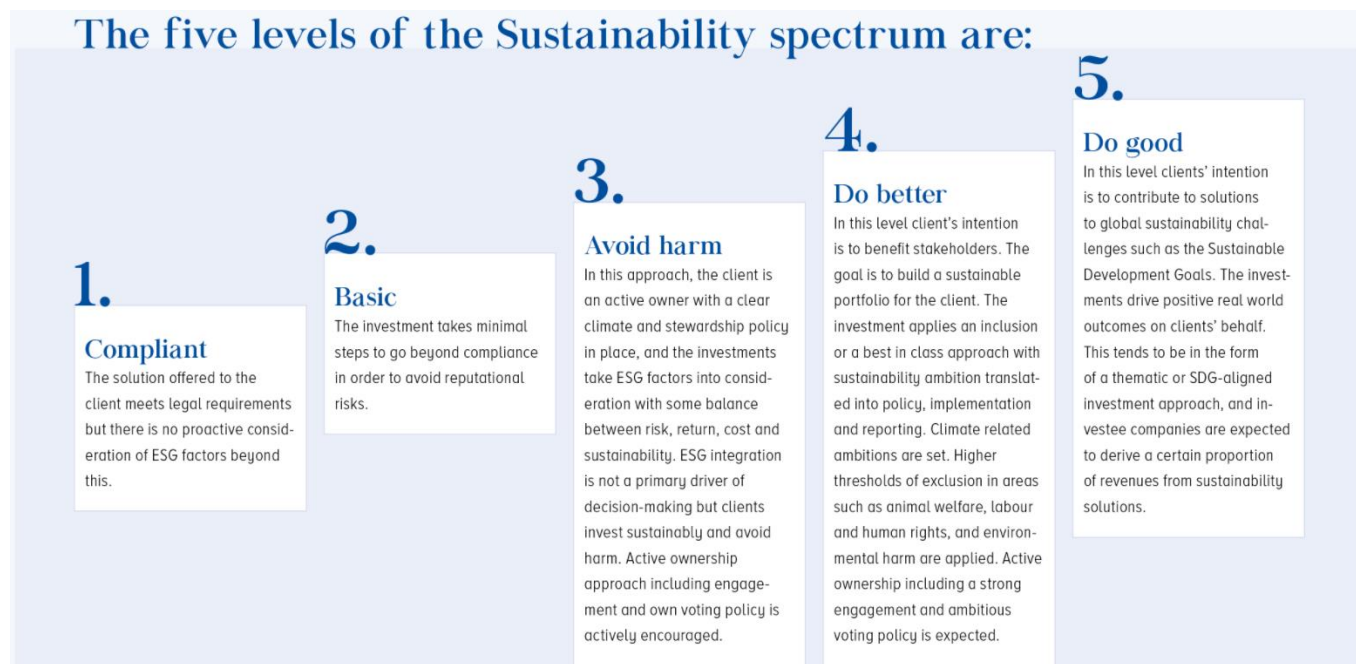 The five levels of the Sustainability spectrum are:
1.
Compliant
The solution offered to the
client meets legal requirements
but there is no proactive consid-
eration of ESG factors beyond
this.
2.
Basic
The investment takes minimal
steps to go beyond compliance
in order to avoid reputational
risks.
3.
Avoid harm
In this approach, the client is
an active owner with a clear
climate and stewardship policy
in place, and the investments
take ESG factors into consid-
eration with some balance
between risk, return, cost and
sustainability. ESG integration
is not a primary driver of
decision-making but clients
invest sustainably and avoid
harm. Active ownership
approach including engage-
ment and own voting policy is
actively encouraged.
4.
Do better
In this level client's intention
is to benefit stakeholders. The
goal is to build a sustainable
portfolio for the client. The
investment applies an inclusion
or a best in class approach with
sustainability ambition translat-
ed into policy, implementation
and reporting. Climate related
ambitions are set. Higher
thresholds of exclusion in areas
such as animal welfare, labour
and human rights, and environ-
mental harm are applied. Active
ownership including a strong
engagement and ambitious
voting policy is expected.
5.
Do good
In this level clients' intention
is to contribute to solutions
to global sustainability chal-
lenges such as the Sustainable
Development Goals. The invest-
ments drive positive real world
outcomes on clients' behalf.
This tends to be in the form
of a thematic or SDG-aligned
investment approach, and in-
vestee companies are expected
to derive a certain proportion
of revenues from sustainability
solutions.